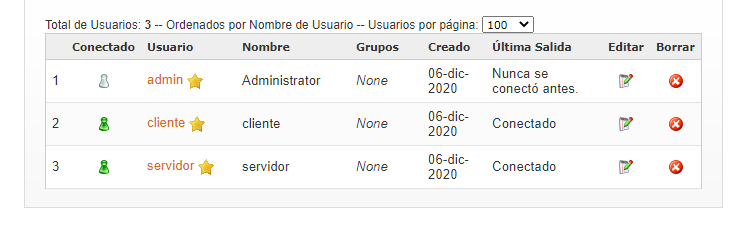 Total de Usuarios: 3 -- Ordenados por Nombre de Usuario -- Usuarios por página: 100
Conectado Usuario Nombre Grupos Creado Última Salida Editar Borrar
1 admin Administrator None 06-dic-2020 Nunca se conectó antes.
2 cliente cliente None 06-dic-2020 Conectado
3 servidor servidor None 06-dic-2020 Conectado